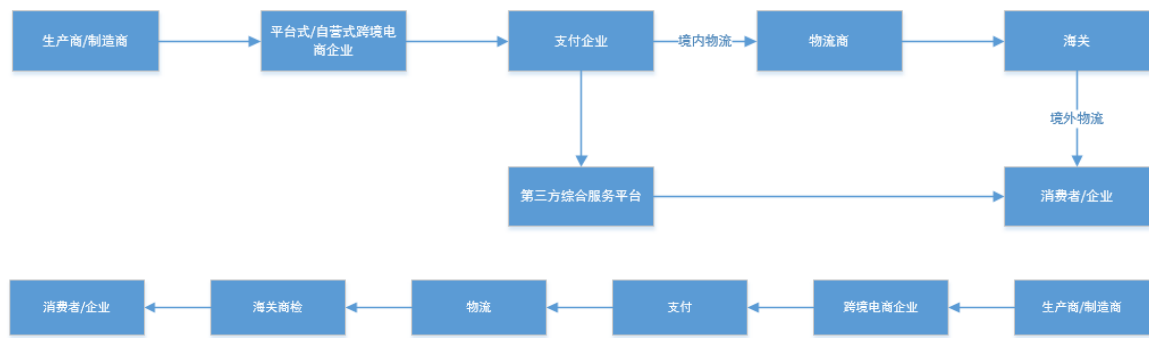 生产商/制造商
平台式/自营式跨境电
商企业
支付企业
境内物流
物流商
海关
境外物流
第三方综合服务平台
消费者/企业
消费者/企业
海关商检
物流
支付
跨境电商企业
生产商/制造商